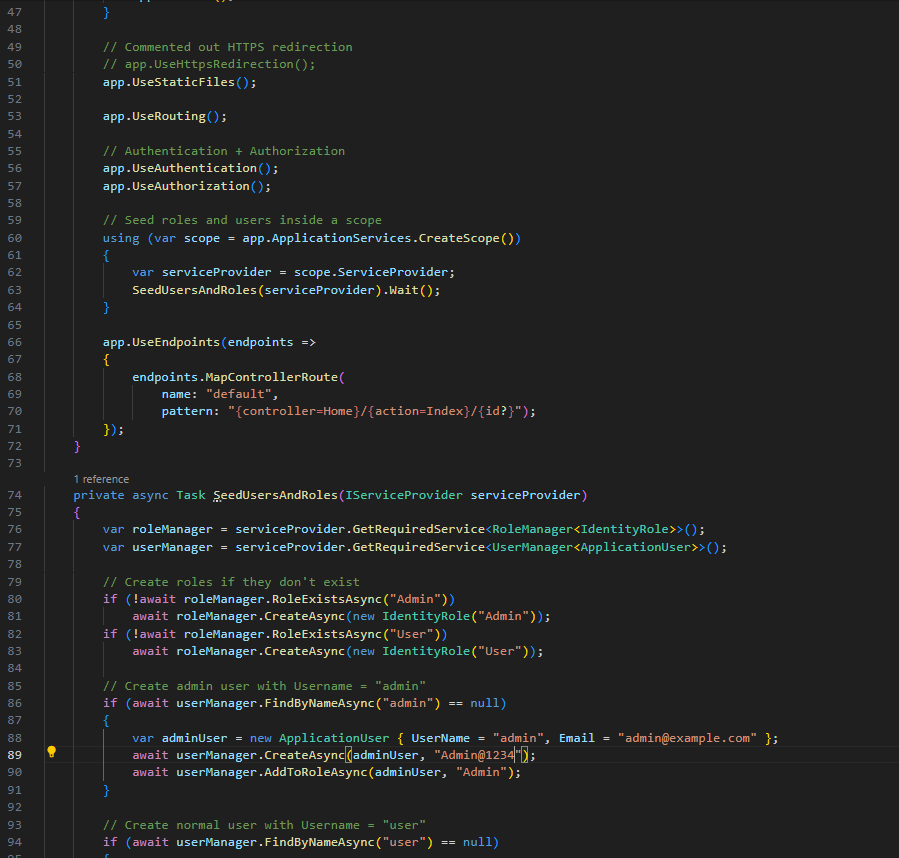 47 }
48
49 // Commented out HTTPS redirection
50 // app.UseHttpsRedirection();
51 app.UseStaticFiles();
52
53 app.UseRouting();
54
55 // Authentication + Authorization
56 app.UseAuthentication();
57 app.UseAuthorization();
58
59 // Seed roles and users inside a scope
60 using (var scope = app.ApplicationServices.CreateScope())
61 {
62 var serviceProvider = scope.ServiceProvider;
63 SeedUsersAndRoles(serviceProvider).Wait();
64 }
65
66 app.UseEndpoints(endpoints =>
67 {
68 endpoints.MapControllerRoute(
69 name: "default",
70 pattern: "{controller=Home}/{action=Index}/{id?}");
71 });
72 }
73
1 reference
74 private async Task SeedUsersAndRoles(IServiceProvider serviceProvider)
75 {
76 var roleManager = serviceProvider.GetRequiredService<RoleManager<IdentityRole>>();
77 var userManager = serviceProvider.GetRequiredService<UserManager<ApplicationUser>>();
78
79 // Create roles if they don't exist
80 if (!await roleManager.RoleExistsAsync("Admin"))
81 await roleManager.CreateAsync(new IdentityRole("Admin"));
82 if (!await roleManager.RoleExistsAsync("User"))
83 await roleManager.CreateAsync(new IdentityRole("User"));
84
85 // Create admin user with Username = "admin"
86 if (await userManager.FindByNameAsync("admin") == null)
87 {
88 var adminUser = new ApplicationUser { UserName = "admin", Email = "admin@example.com" };
89 await userManager.CreateAsync(adminUser, "Admin@1234");
90 await userManager.AddToRoleAsync(adminUser, "Admin");
91 }
92
93 // Create normal user with Username = "user"
94 if (await userManager.FindByNameAsync("user") == null)